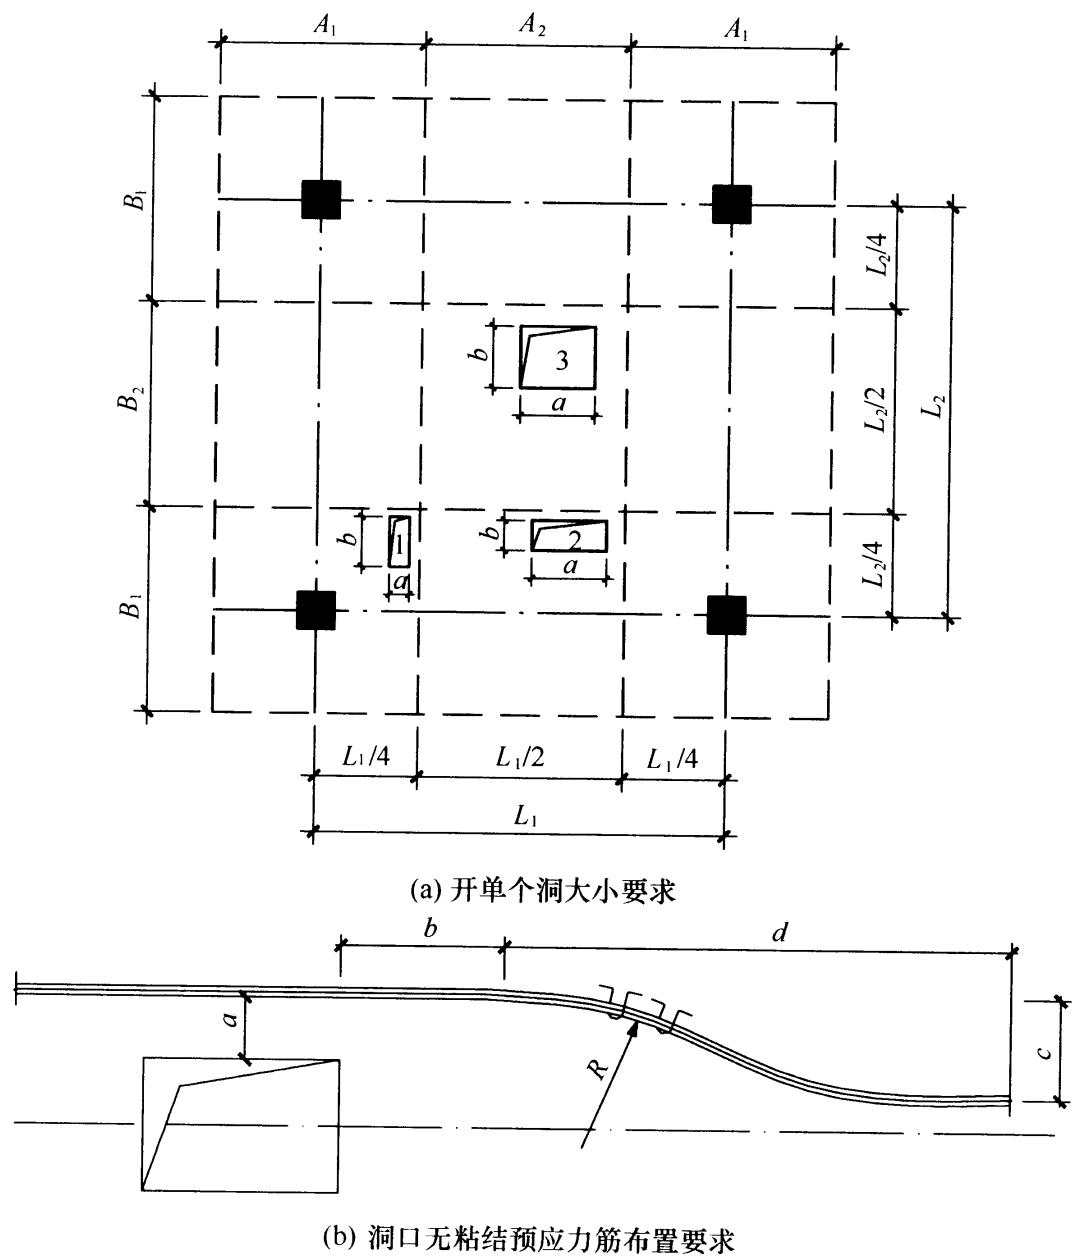 A₁ A₂ A₁
B₁
L₂/4
b 3
a
B₂
L₂/2
L₂
b 1
a
b 2
a
B₁
L₂/4
L₁/4 L₁/2 L₁/4
L₁
(a) 开单个洞大小要求
b d
a
R
c
(b) 洞口无粘结预应力筋布置要求